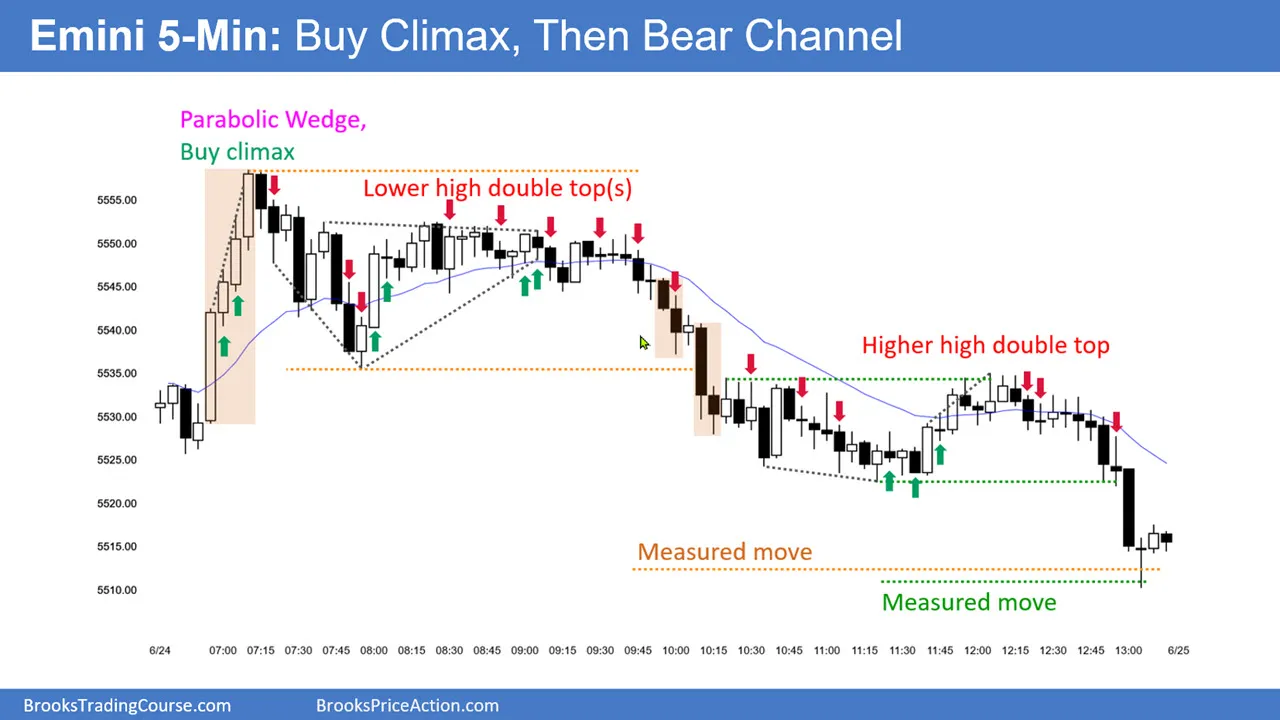 Emini 5-Min: Buy Climax, Then Bear Channel
Parabolic Wedge,
Buy climax
Lower high double top(s)
Higher high double top
Measured move
Measured move
5555.00
5550.00
5545.00
5540.00
5535.00
5530.00
5525.00
5520.00
5515.00
5510.00
6/24 07:00 07:15 07:30 07:45 08:00 08:15 08:30 08:45 09:00 09:15 09:30 09:45 10:00 10:15 10:30 10:45 11:00 11:15 11:30 11:45 12:00 12:15 12:30 12:45 13:00 6/25
BrooksTradingCourse.com BrooksPriceAction.com